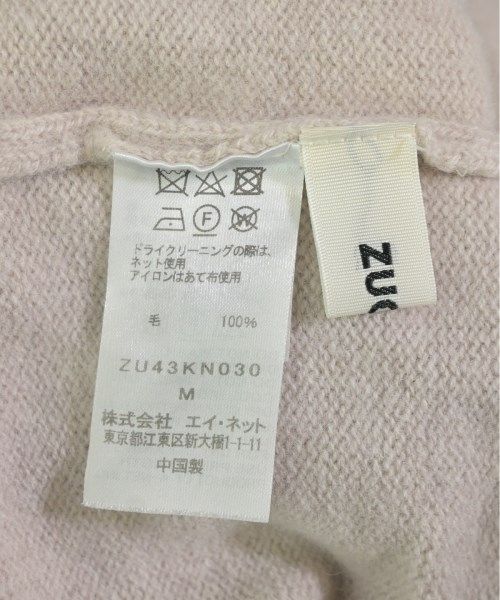 F W
ドライクリーニングの際は、
ネット使用
アイロンはあて布使用
毛 100%
ZU43KN030
M
株式会社 エイ・ネット
東京都江東区新大橋1-1-11
中国製